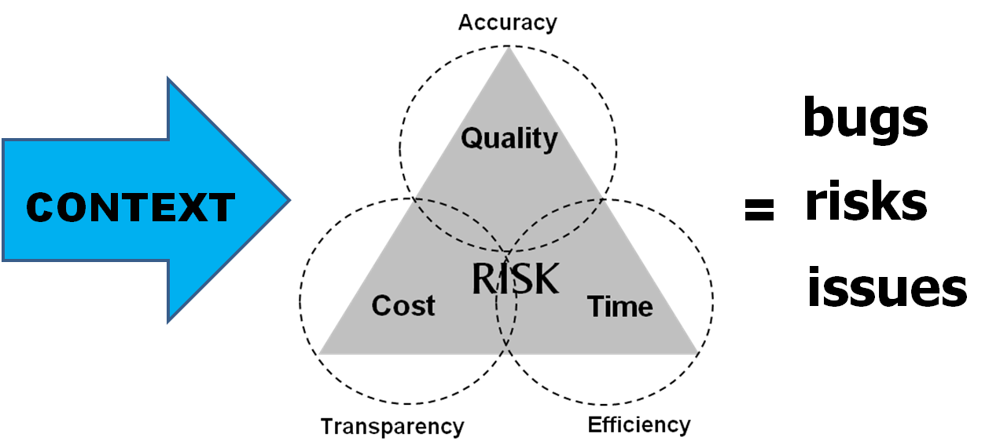 Accuracy
Quality
CONTEXT
RISK
Cost
Time
Transparency
Efficiency
=
bugs
risks
issues